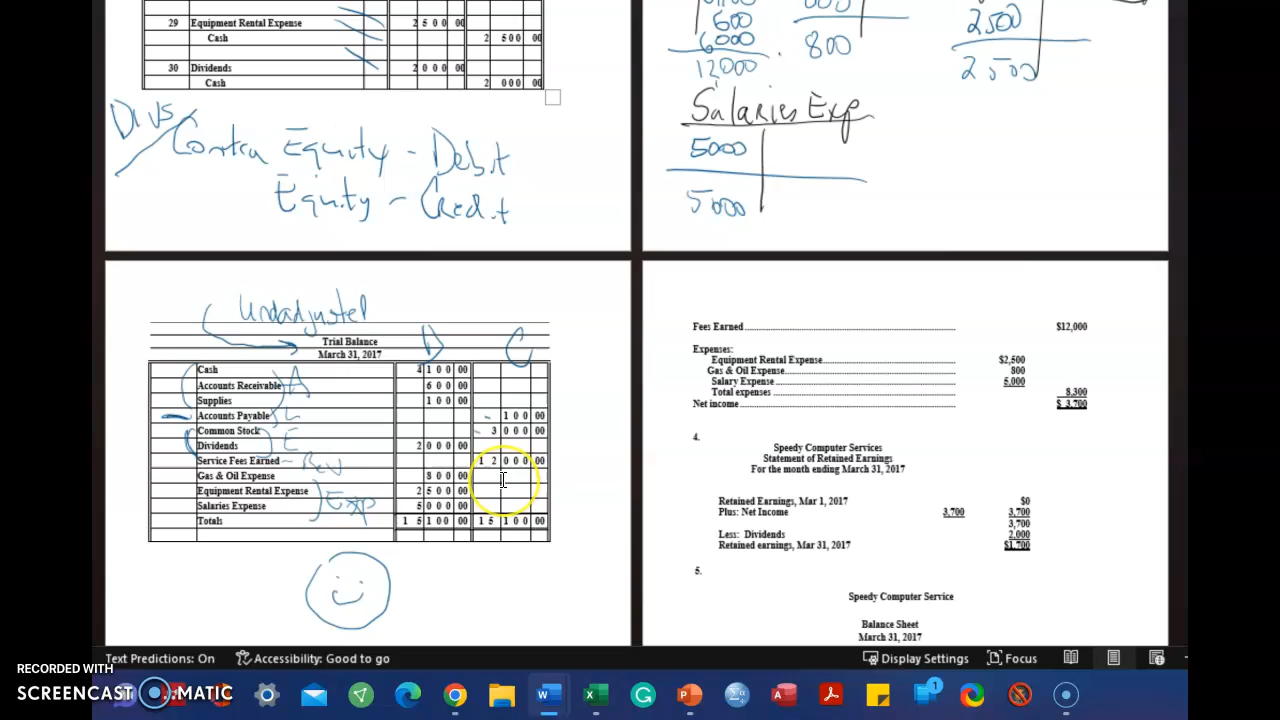 29 Equipment Rental Expense 2 5 0 0 00
Cash 2 500 00
30 Dividends 2 0 0 0 00
Cash 2 000 00
Divs
Contra Equity - Debit
Equity - Credit
600
6000
12000
800
2500
2500
Salaries Exp
5000
5000
Undadjusted
D C
Trial Balance
March 31, 2017
Cash 4 1 0 0 00
Accounts Receivable 6 0 0 00
A
Supplies 1 0 0 00
Accounts Payable L - 1 0 0 00
Common Stock - 3 0 0 0 00
Dividends E 2 0 0 0 00
Service Fees Earned - Rev 1 2 0 0 0 00
Gas & Oil Expense 8 0 0 00
Equipment Rental Expense 2 5 0 0 00
Exp
Salaries Expense 5 0 0 0 00
Totals 1 5 1 0 0 00 1 5 1 0 0 00
Fees Earned $12,000
Expenses:
Equipment Rental Expense $2,500
Gas & Oil Expense 800
Salary Expense 5,000
Total expenses 8,300
Net income $ 3,700
4.
Speedy Computer Services
Statement of Retained Earnings
For the month ending March 31, 2017
Retained Earnings, Mar 1, 2017 $0
Plus: Net Income 3,700 3,700
3,700
Less: Dividends 2,000
Retained earnings, Mar 31, 2017 $1,700
5.
Speedy Computer Service
Balance Sheet
March 31, 2017
Text Predictions: On Accessibility: Good to go Display Settings Focus
RECORDED WITH
SCREENCAST MATIC
1